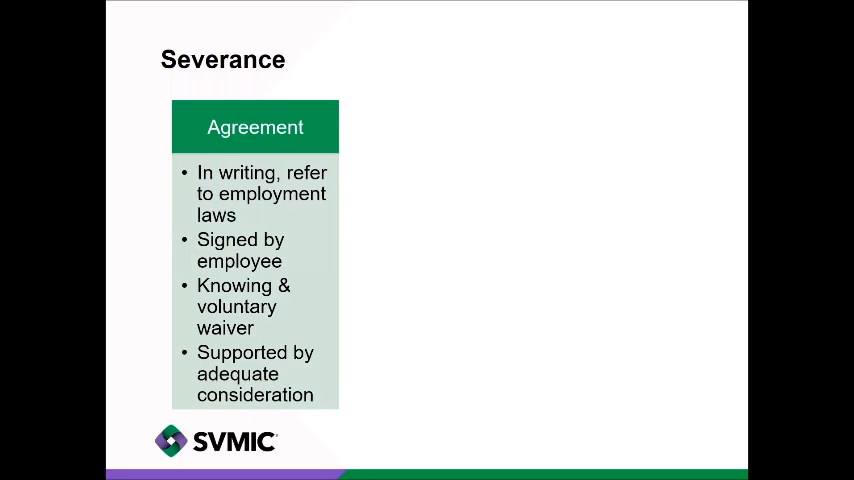 Severance
Agreement
• In writing, refer
to employment
laws
• Signed by
employee
• Knowing &
voluntary
waiver
• Supported by
adequate
consideration
SVMIC